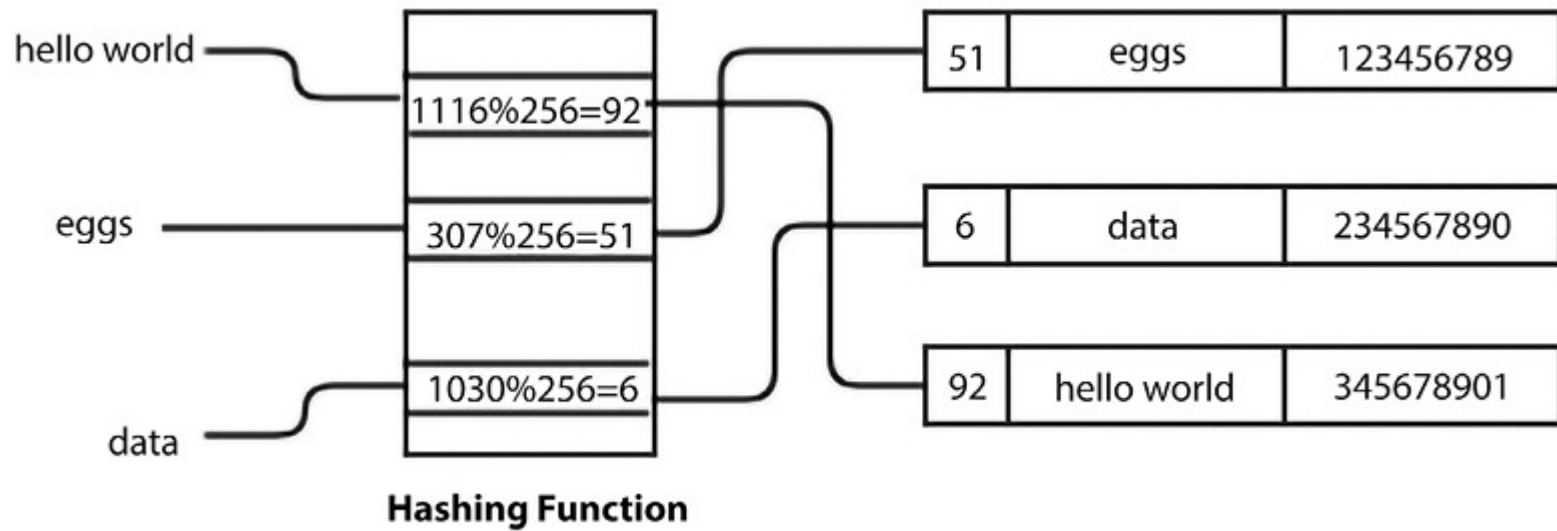 hello world
1116%256=92
eggs
307%256=51
data
1030%256=6
Hashing Function
51 eggs 123456789
6 data 234567890
92 hello world 345678901